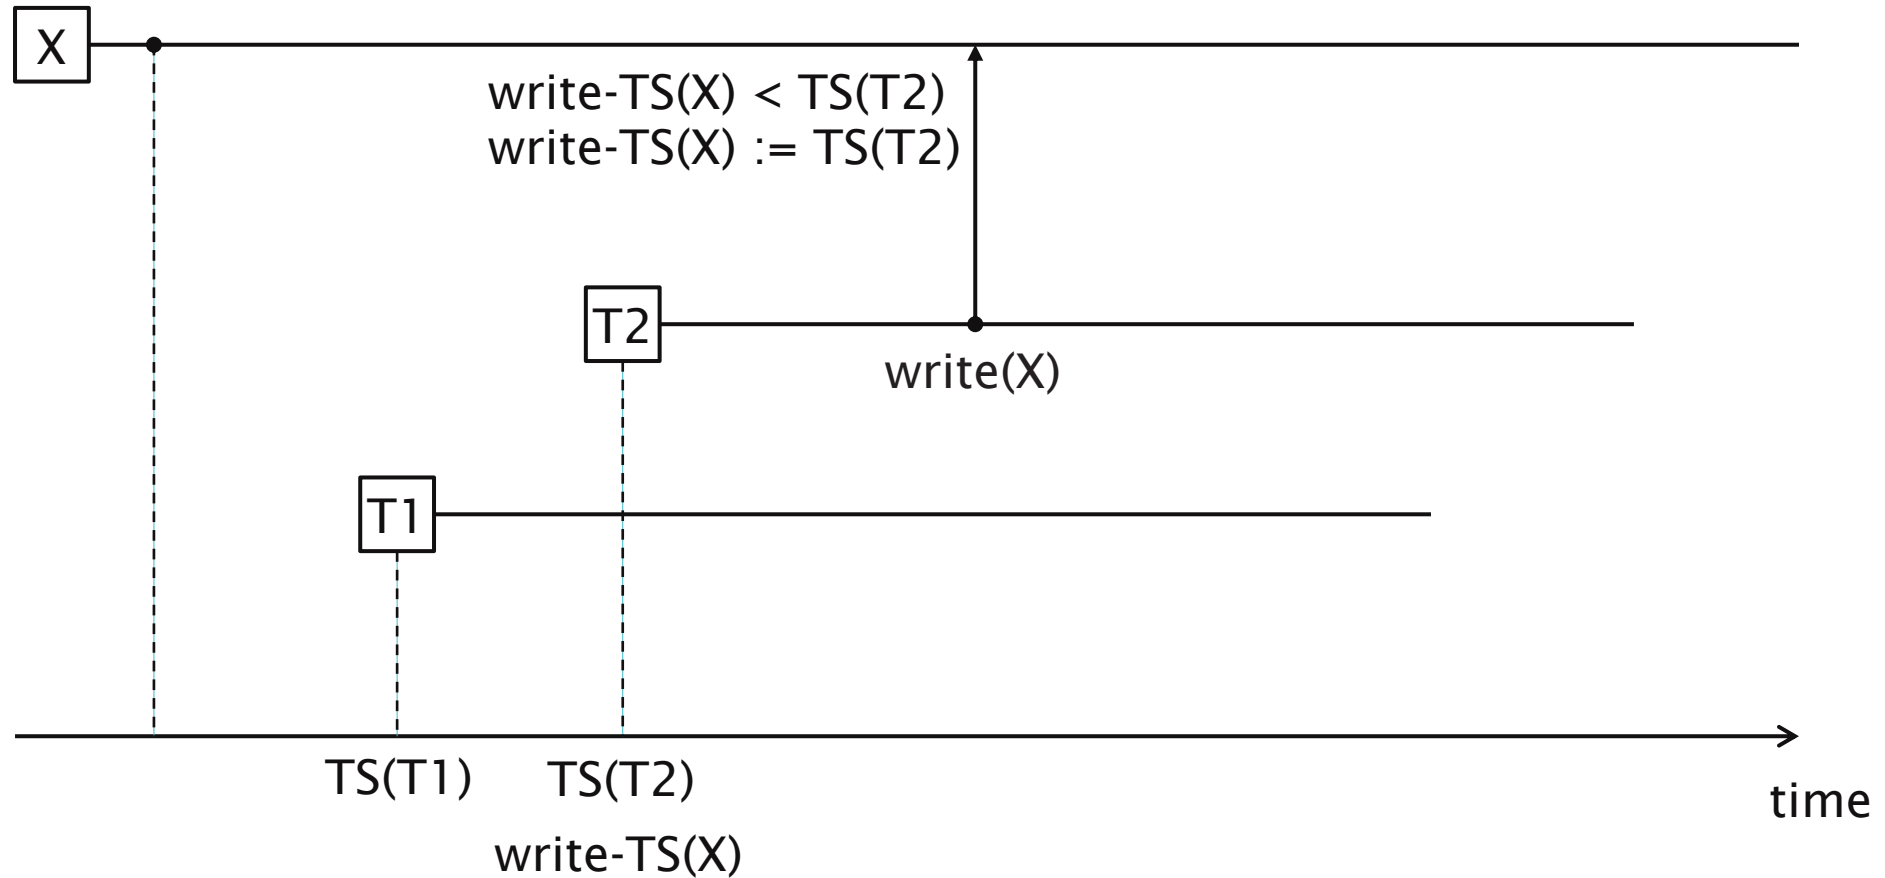 X
write-TS(X) < TS(T2)
write-TS(X) := TS(T2)
T2
write(X)
T1
TS(T1)
TS(T2)
time
write-TS(X)